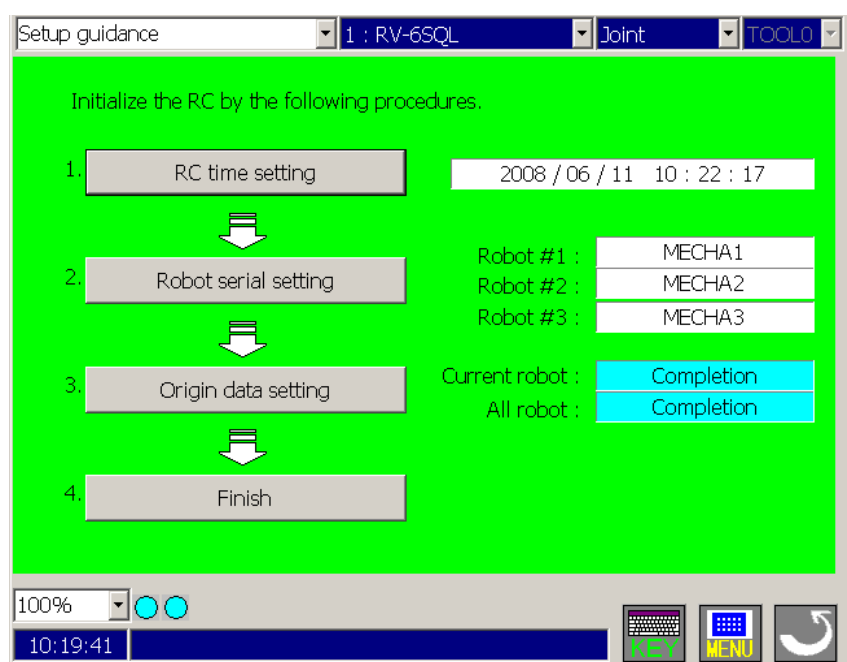 Setup guidance 1 : RV-6SQL Joint TOOL0
Initialize the RC by the following procedures.
1. RC time setting 2008 / 06 / 11 10 : 22 : 17
Robot #1 : MECHA1
2. Robot serial setting Robot #2 : MECHA2
Robot #3 : MECHA3
3. Origin data setting Current robot : Completion
All robot : Completion
4. Finish
100%
10:19:41 KEY MENU